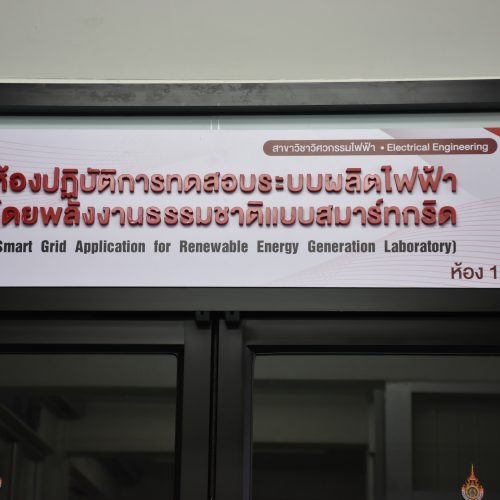 สาขาวิชาวิศวกรรมไฟฟ้า • Electrical Engineering
ห้องปฏิบัติการทดสอบระบบผลิตไฟฟ้า
โดยพลังงานธรรมชาติแบบสมาร์ทกริด
Smart Grid Application for Renewable Energy Generation Laboratory)
ห้อง 1